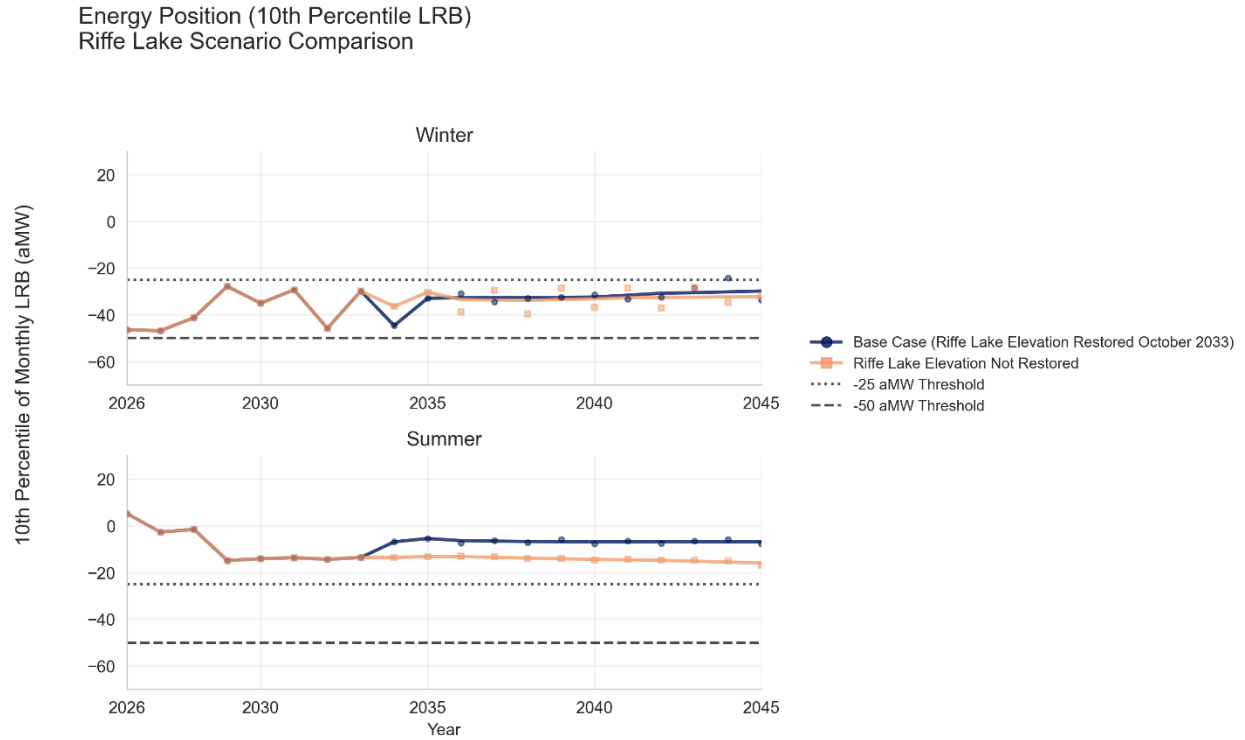 Energy Position (10th Percentile LRB)
Riffe Lake Scenario Comparison
10th Percentile of Monthly LRB (aMW)
Winter
20
0
−20
−40
−60
2026
2030
2035
2040
2045
Summer
20
0
−20
−40
−60
2026
2030
2035
2040
2045
Year
Base Case (Riffe Lake Elevation Restored October 2033)
Riffe Lake Elevation Not Restored
-25 aMW Threshold
-50 aMW Threshold